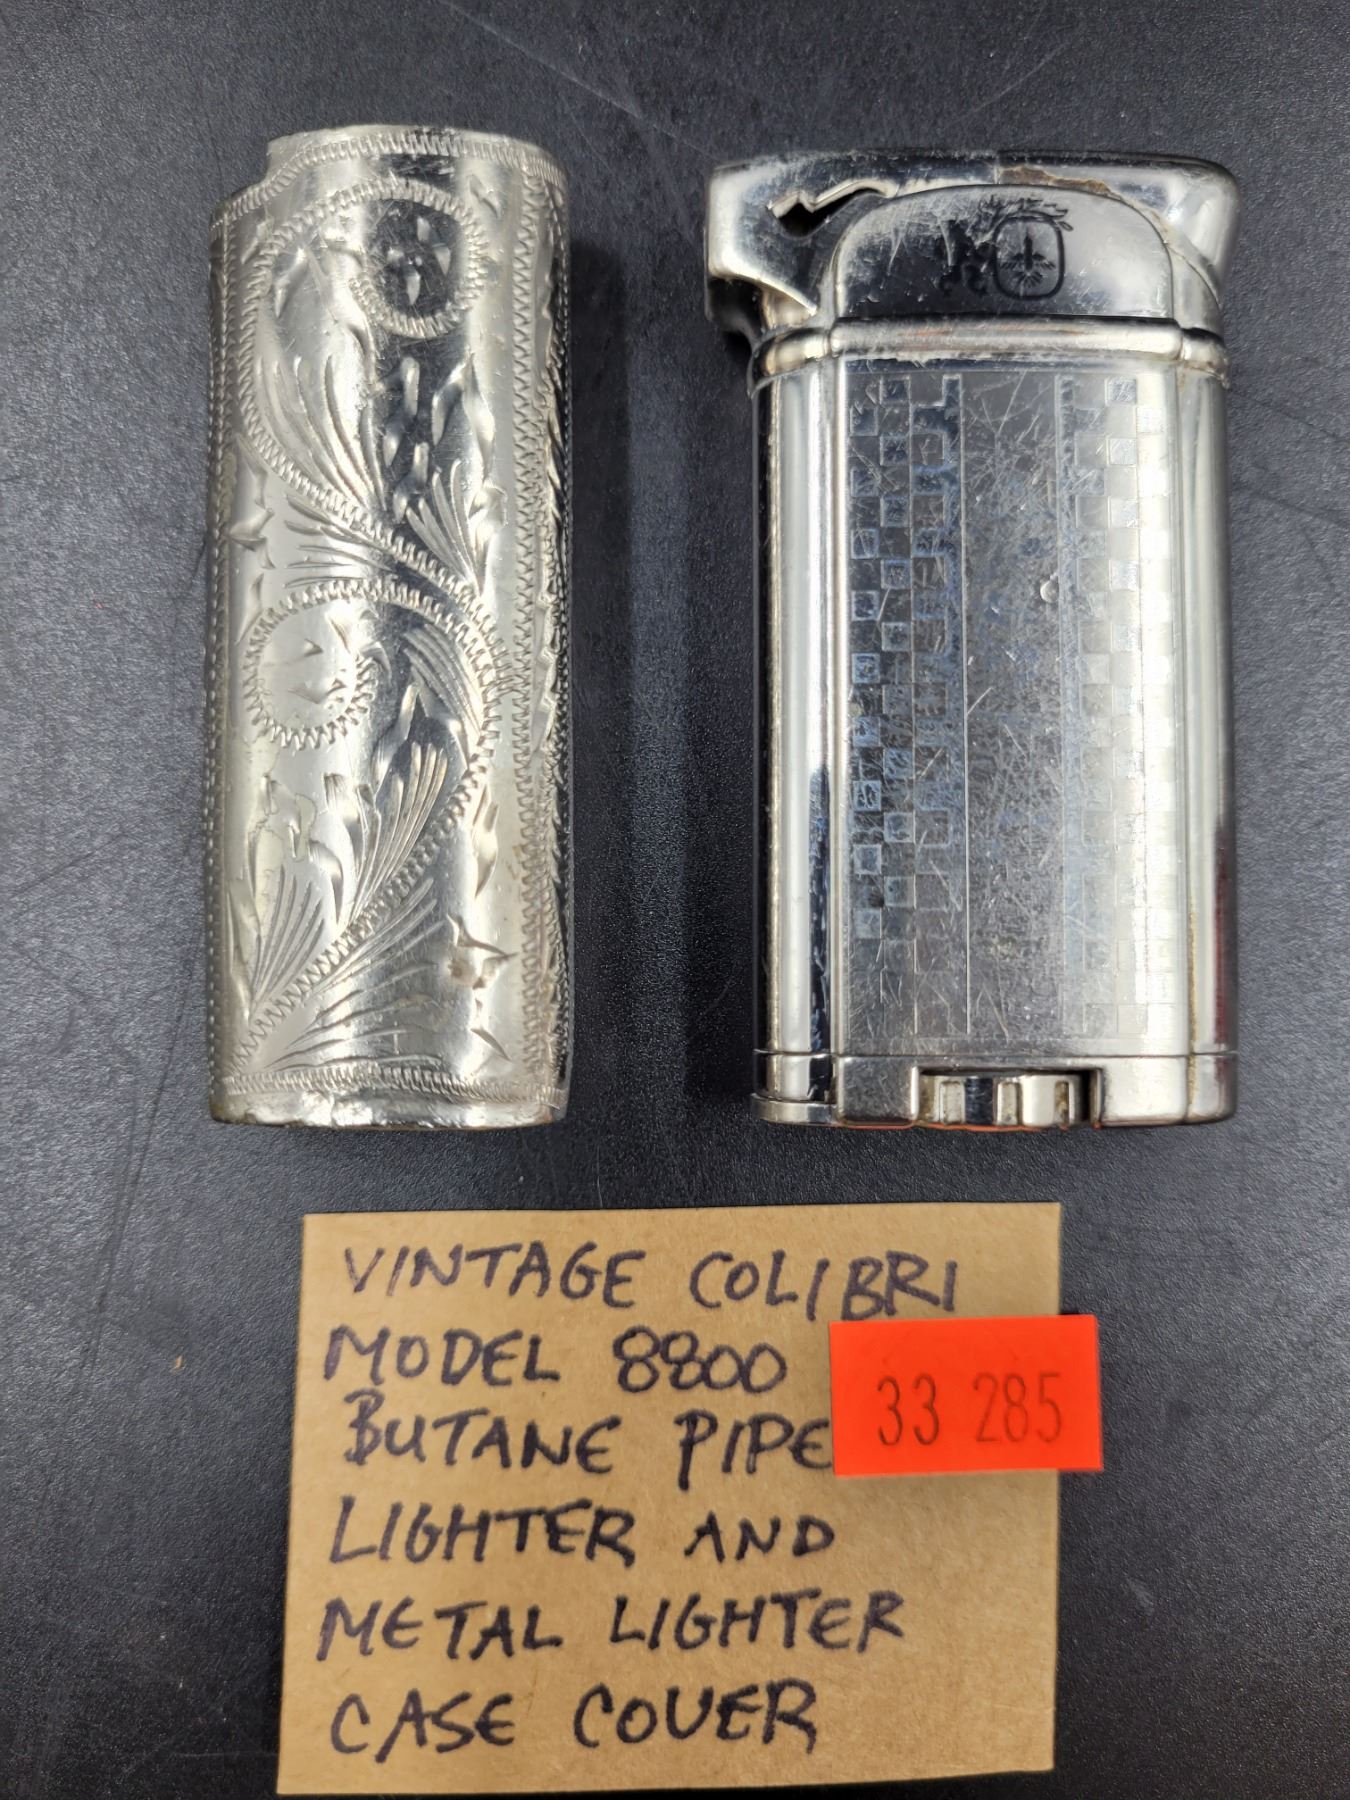 VINTAGE COLIBRI
MODEL 8800
BUTANE PIPE
33 285
LIGHTER AND
METAL LIGHTER
CASE COVER